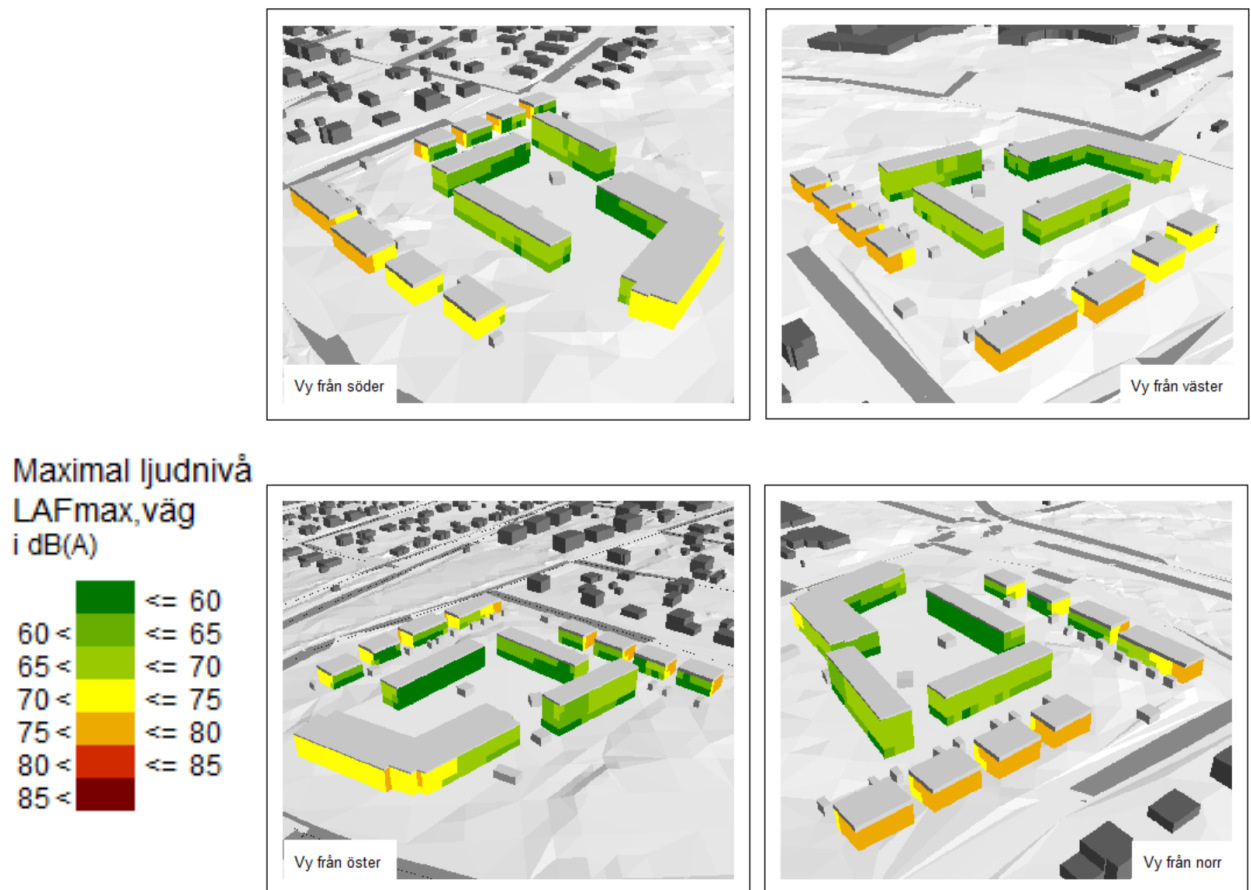 Vy från söder
Vy från väster
Maximal ljudnivå
LAFmax,väg
i dB(A)
<= 60
60 < <= 65
65 < <= 70
70 < <= 75
75 < <= 80
80 < <= 85
85 <
Vy från öster
Vy från norr